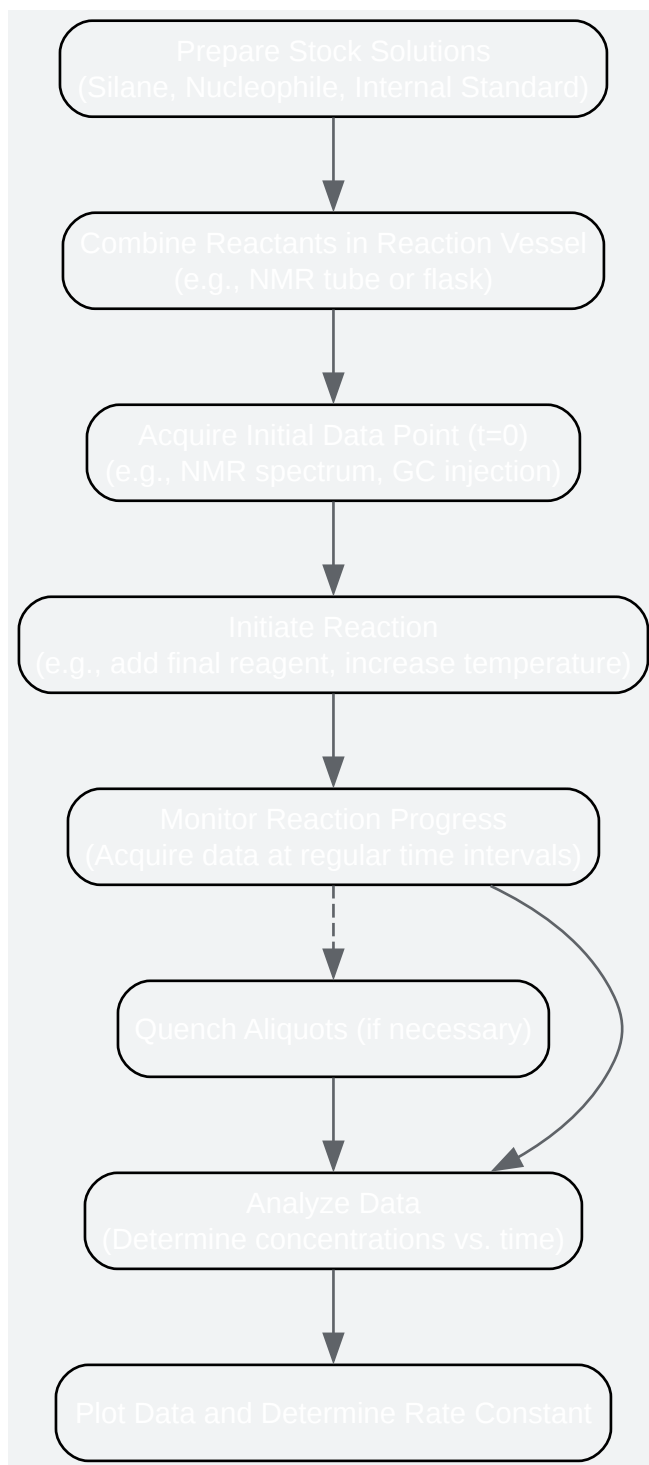 Prepare Stock Solutions
(Silane, Nucleophile, Internal Standard)
Combine Reactants in Reaction Vessel
(e.g., NMR tube or flask)
Acquire Initial Data Point (t=0)
(e.g., NMR spectrum, GC injection)
Initiate Reaction
(e.g., add final reagent, increase temperature)
Monitor Reaction Progress
(Acquire data at regular time intervals)
Quench Aliquots (if necessary)
Analyze Data
(Determine concentrations vs. time)
Plot Data and Determine Rate Constant